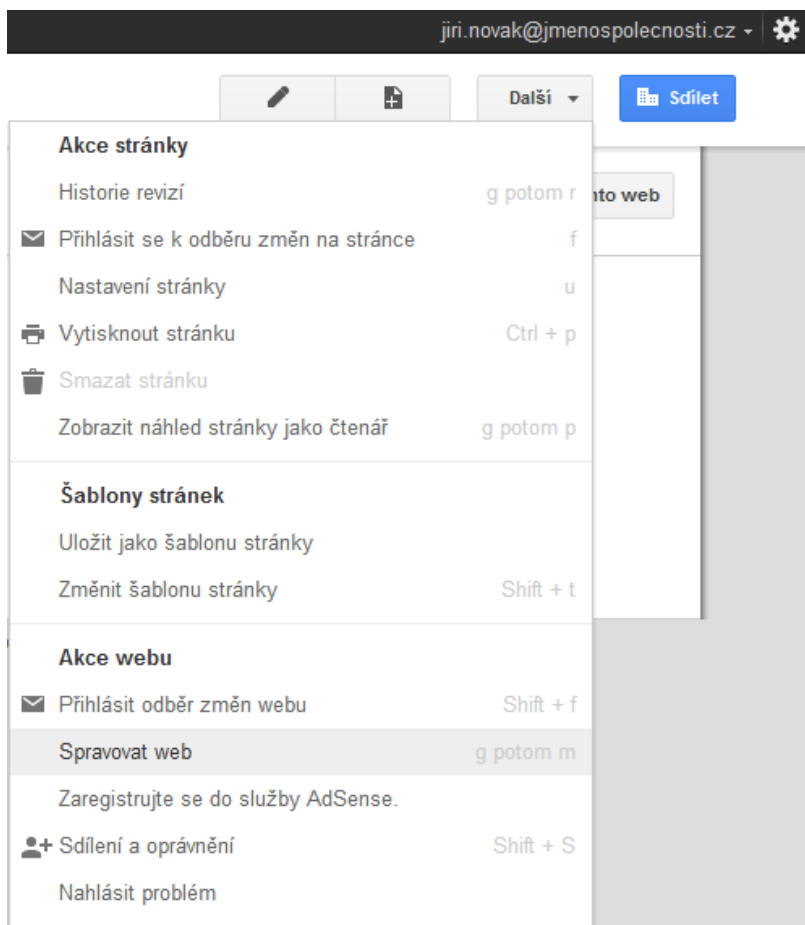 jiri.novak@jmenospolecnosti.cz
Další
Sdílet
Akce stránky
Historie revizí g potom r
nto web
Přihlásit se k odběru změn na stránce f
Nastavení stránky u
Vytisknout stránku Ctrl + p
Smazat stránku
Zobrazit náhled stránky jako čtenář g potom p
Šablony stránek
Uložit jako šablonu stránky
Změnit šablonu stránky Shift + t
Akce webu
Přihlásit odběr změn webu Shift + f
Spravovat web g potom m
Zaregistrujte se do služby AdSense.
Sdílení a oprávnění Shift + S
Nahlásit problém